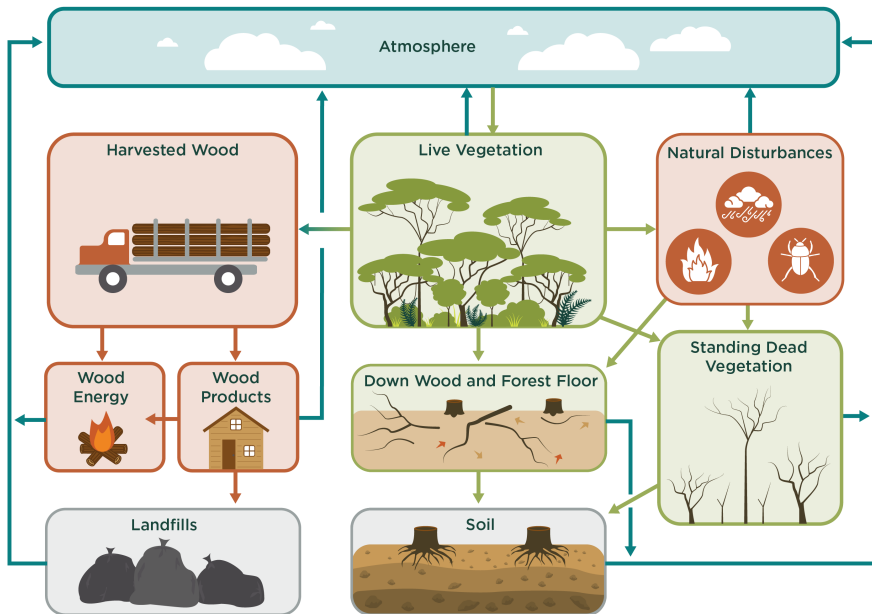 Atmosphere
Harvested Wood
Live Vegetation
Natural Disturbances
Wood
Energy
Wood
Products
Down Wood and Forest Floor
Standing Dead
Vegetation
Landfills
Soil